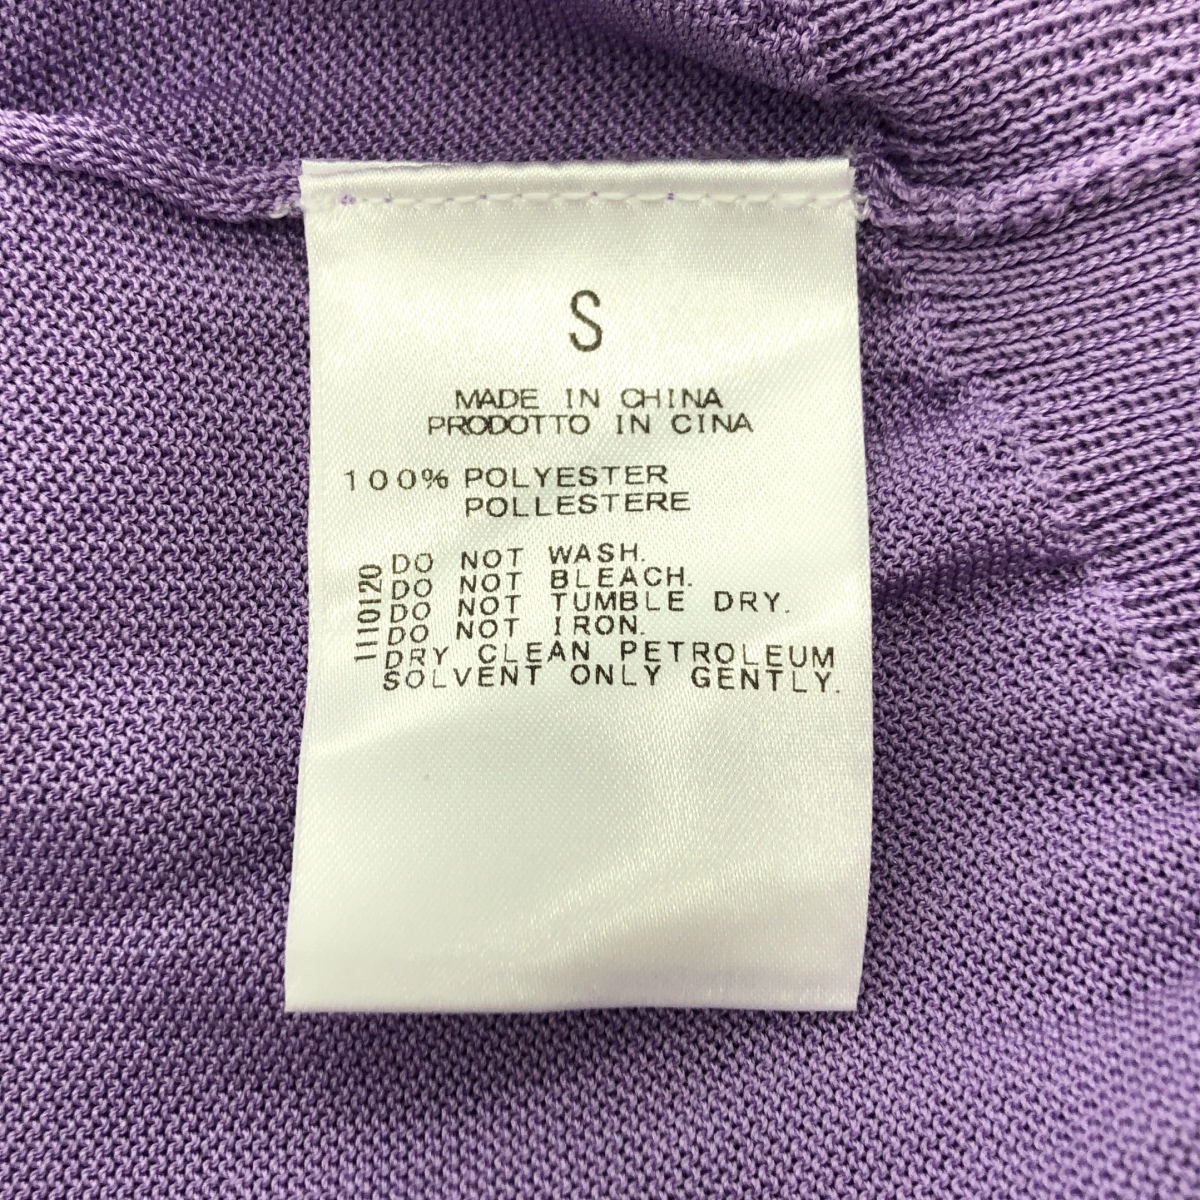 S
MADE IN CHINA
PRODOTTO IN CINA
100% POLYESTER
POLLESTERE
DO NOT WASH.
DO NOT BLEACH.
DO NOT TUMBLE DRY.
DO NOT IRON.
DRY CLEAN PETROLEUM
SOLVENT ONLY GENTLY.
1110120